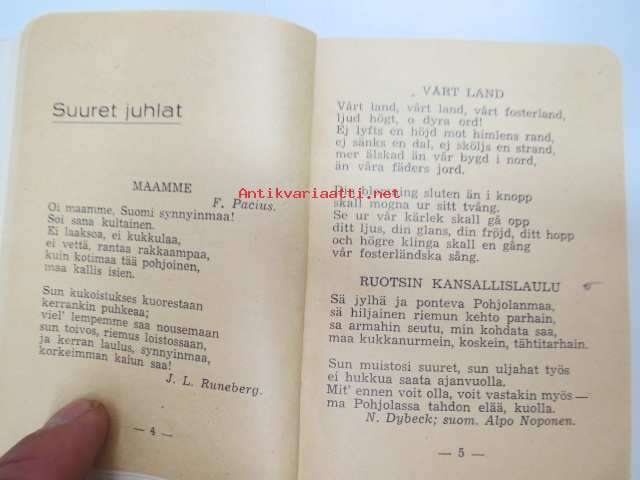 Suuret juhlat
MAAMME
F. Pacius.
Oi maamme, Suomi synnyinmaa!
Soi sana kultainen.
Ei laaksoa, ei kukkulaa,
ei vettä, rantaa rakkaampaa,
kuin kotimaa tää pohjoinen,
maa kallis isien.
Sun kukoistukses kuorestaan
kerrankin puhkeaa;
viel' lempemme saa nousemaan
sun toivos, riemus loistossaan,
ja kerran laulus, synnyinmaa,
korkeimman kaiun saa!
J. L. Runeberg.
— 4 —
VÅRT LAND
Vårt land, vårt land, vårt fosterland,
ljud högt, o dyra ord!
Ej lyfts en höjd mot himlens rand,
ej sänks en dal, ej sköljs en strand,
mer älskad än vår bygd i nord,
än våra fäders jord.
Din blomning sluten än i knopp
skall mogna ur sitt tvång.
Se ur vår kärlek skall gå opp
ditt ljus, din glans, din fröjd, ditt hopp
och högre klinga skall en gång
vår fosterländska sång.
RUOTSIN KANSALLISLAULU
Sä jylhä ja ponteva Pohjolanmaa,
sä hiljainen riemun kehto parhain,
sa armahin seutu, min kohdata saa,
maa kukkanurmein, koskein, tähtitarhain.
Sun muistosi suuret, sun uljahat työs
ei hukkua saata ajanvuolla.
Mit' ennen voit olla, voit vastakin myös —
ma Pohjolassa tahdon elää, kuolla.
N. Dybeck; suom. Alpo Noponen.
— 5 —
Antikvariaatti.net